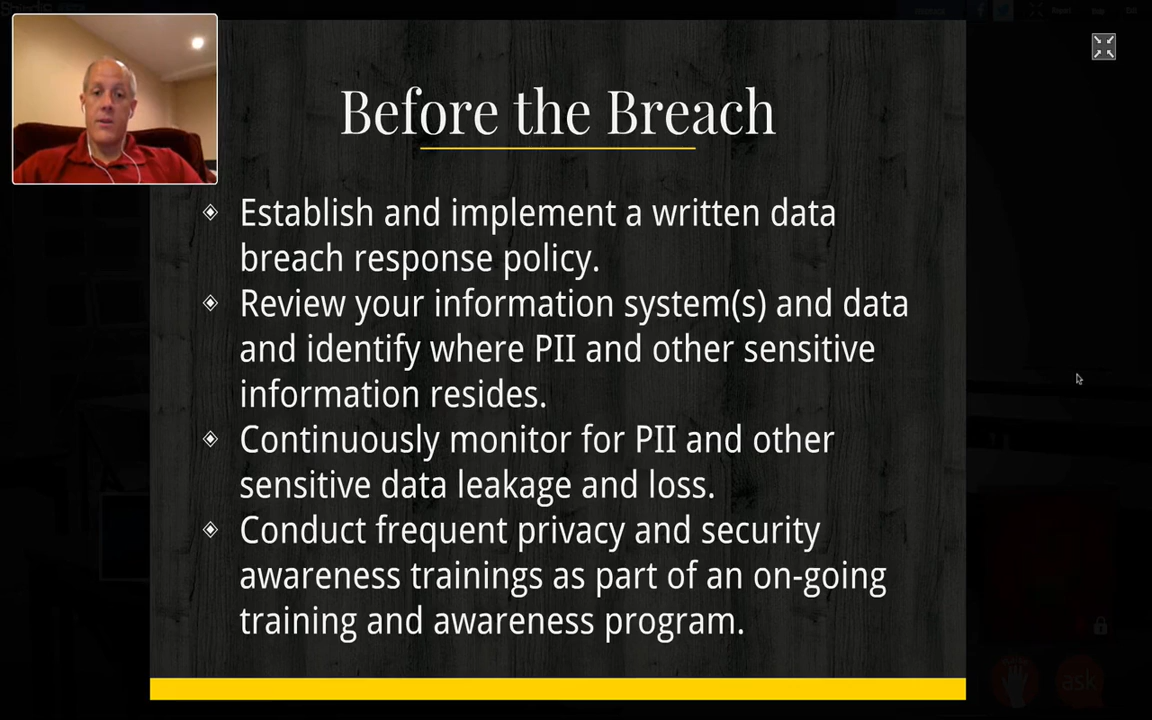 Before the Breach
Establish and implement a written data
breach response policy.
Review your information system(s) and data
and identify where PII and other sensitive
information resides.
Continuously monitor for PII and other
sensitive data leakage and loss.
Conduct frequent privacy and security
awareness trainings as part of an on-going
training and awareness program.
ask